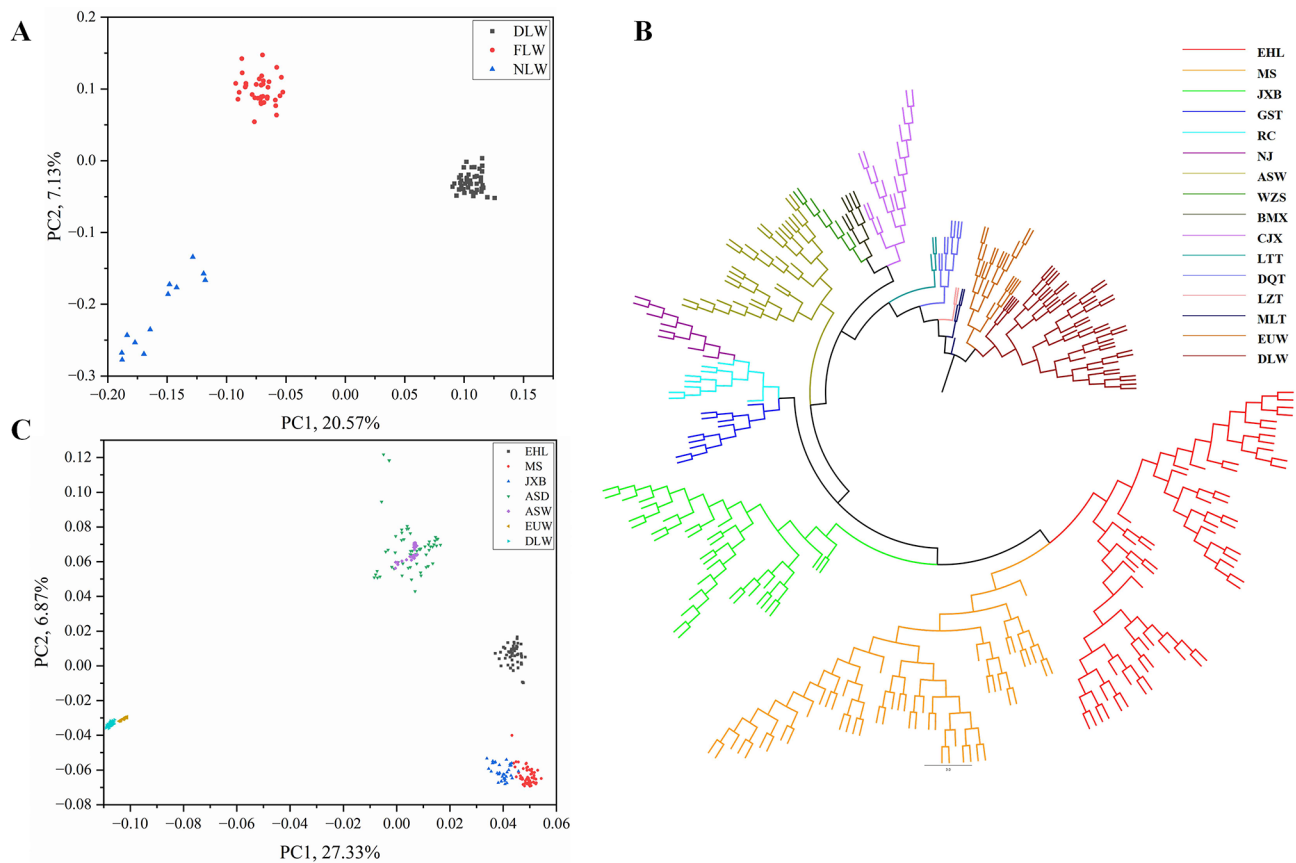 A
0.2
0.1
0.0
−0.1
−0.2
−0.3
PC2, 7.13%
−0.20
−0.15
−0.10
−0.05
0.00
0.05
0.10
0.15
PC1, 20.57%
DLW
FLW
NLW
B
EHL
MS
JXB
GST
RC
NJ
ASW
WZS
BMX
CJX
LTT
DQT
LZT
MLT
EUW
DLW
C
0.12
0.10
0.08
0.06
0.04
0.02
0.00
−0.02
−0.04
−0.06
−0.08
PC2, 6.87%
−0.10
−0.08
−0.06
−0.04
−0.02
0.00
0.02
0.04
0.06
PC1, 27.33%
EHL
MS
JXB
ASD
ASW
EUW
DLW